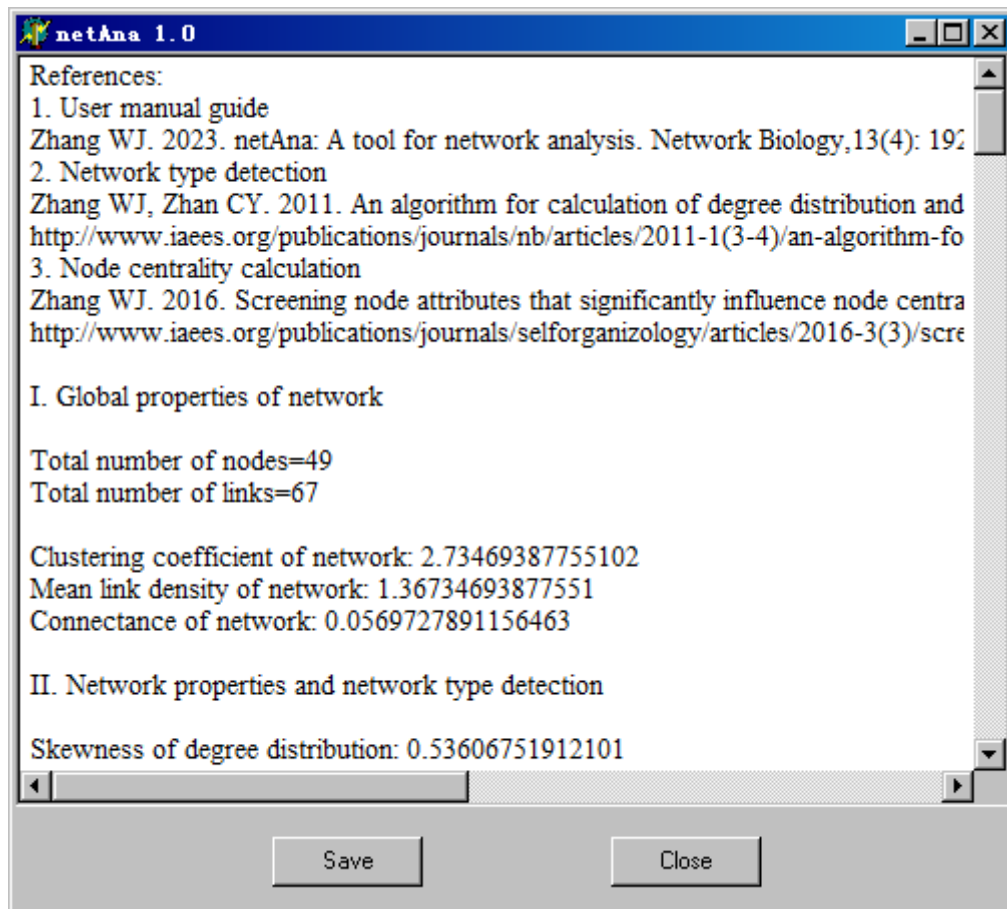 netAna 1.0
References:
1. User manual guide
Zhang WJ. 2023. netAna: A tool for network analysis. Network Biology,13(4): 192
2. Network type detection
Zhang WJ, Zhan CY. 2011. An algorithm for calculation of degree distribution and
http://www.iaees.org/publications/journals/nb/articles/2011-1(3-4)/an-algorithm-fo
3. Node centrality calculation
Zhang WJ. 2016. Screening node attributes that significantly influence node centra
http://www.iaees.org/publications/journals/selforganizology/articles/2016-3(3)/scre
I. Global properties of network
Total number of nodes=49
Total number of links=67
Clustering coefficient of network: 2.73469387755102
Mean link density of network: 1.36734693877551
Connectance of network: 0.0569727891156463
II. Network properties and network type detection
Skewness of degree distribution: 0.53606751912101
Save
Close